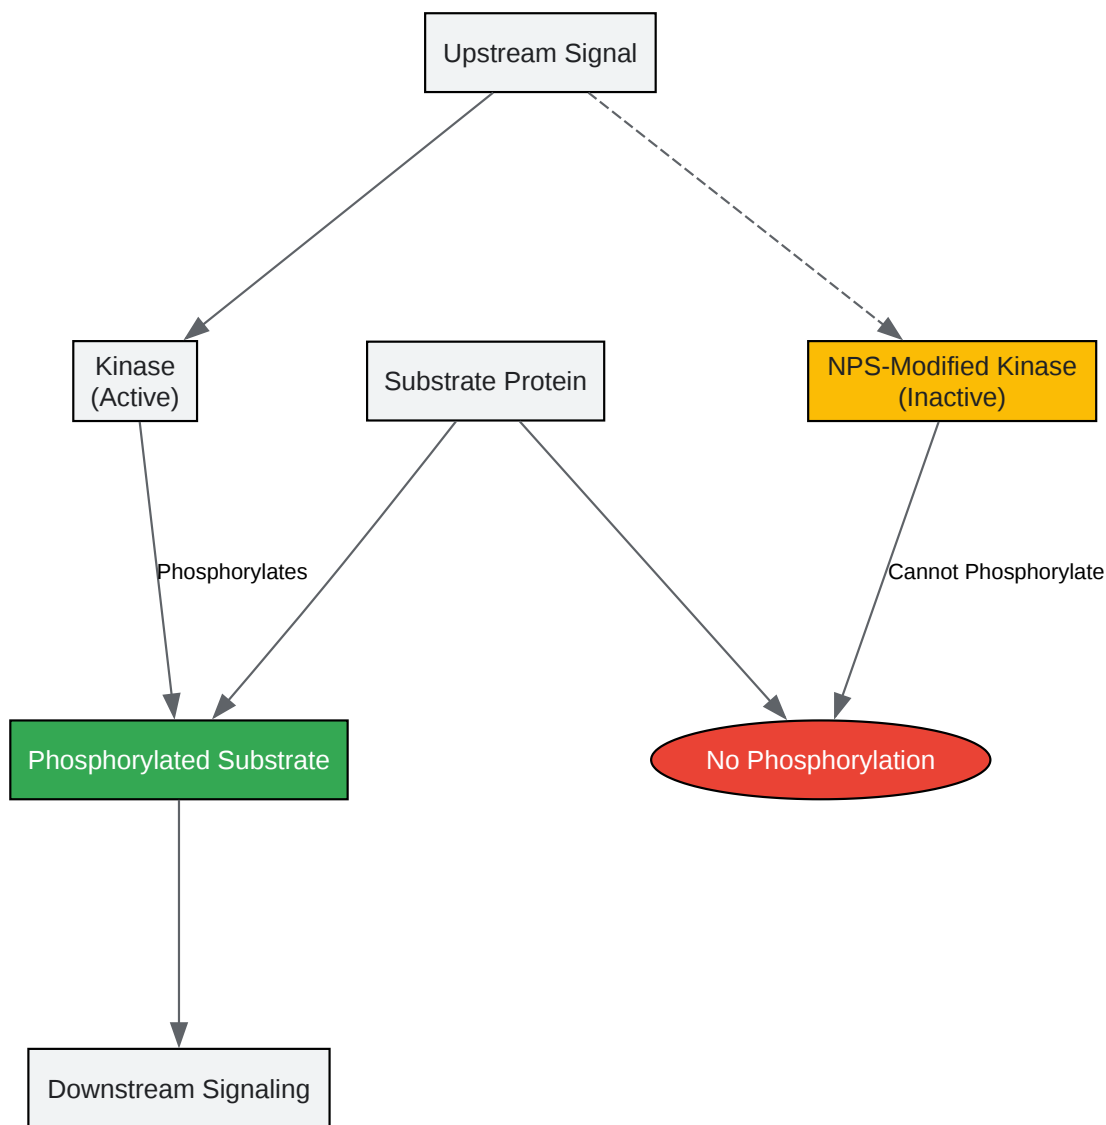 Upstream Signal
Kinase
(Active)
Substrate Protein
NPS-Modified Kinase
(Inactive)
Phosphorylates
Cannot Phosphorylate
Phosphorylated Substrate
No Phosphorylation
Downstream Signaling